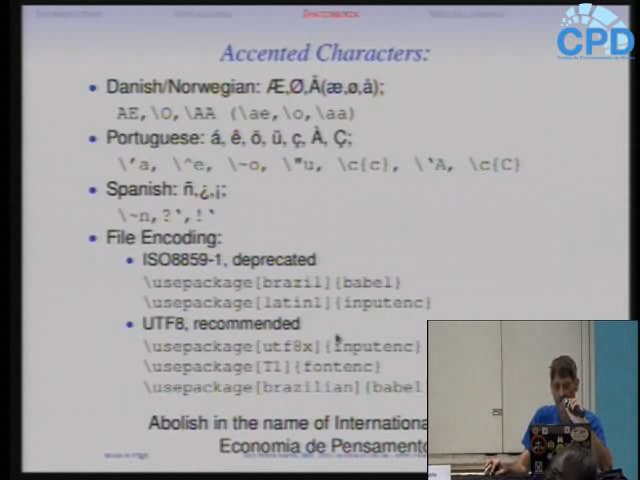 CPD
Accented Characters:
Danish/Norwegian: Æ,Ø,Å(æ,ø,å);
AE,\O,\AA (\ae,\o,\aa)
Portuguese: á, ê, õ, ü, ç, À, Ç;
\'a, \^e, \~o, \"u, \c{c}, \`A, \c{C}
Spanish: ñ,¿,¡;
\~n,?`,!`
File Encoding:
ISO8859-1, deprecated
\usepackage[brazil]{babel}
\usepackage[latin1]{inputenc}
UTF8, recommended
\usepackage[utf8x]{inputenc}
\usepackage[T1]{fontenc}
\usepackage[brazilian]{babel
Abolish in the name of Internationa
Economia de Pensamento